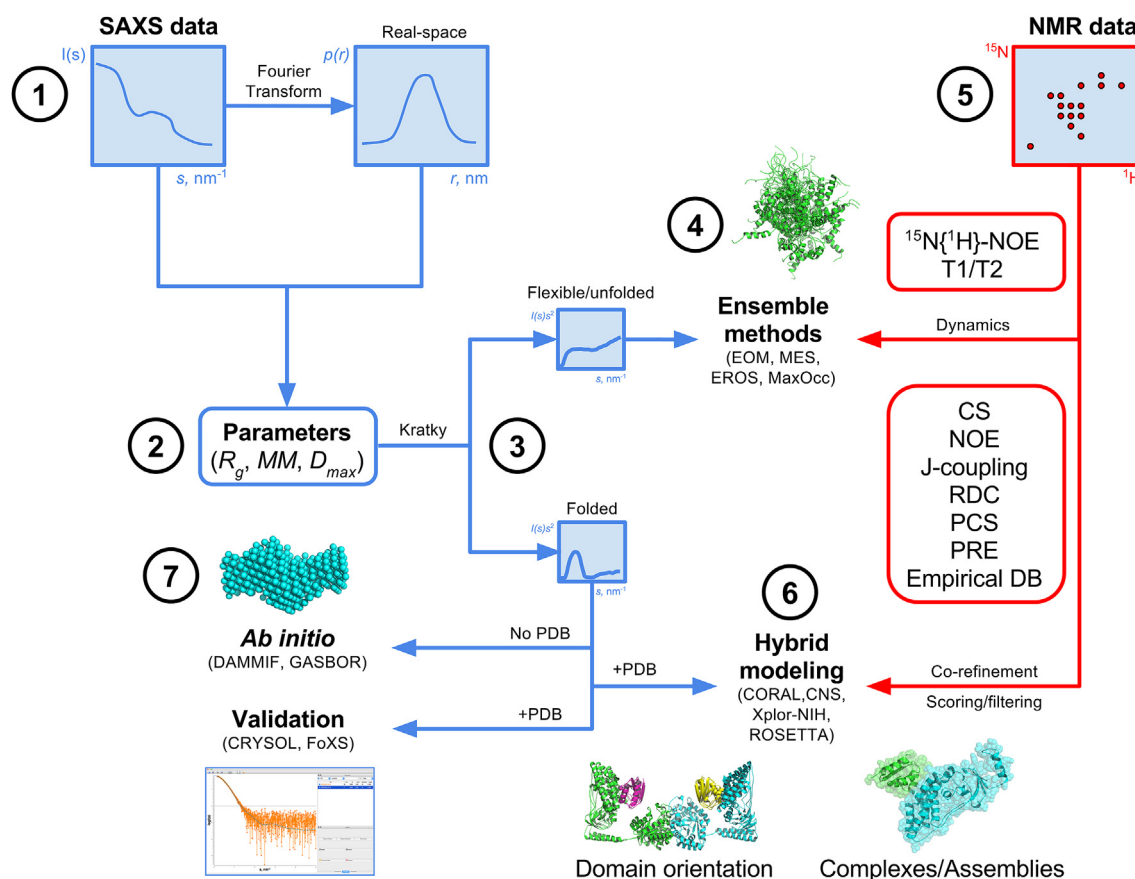 SAXS data
I(s)
1
s, nm⁻¹
Fourier
Transform
Real-space
p(r)
r, nm
NMR data
¹⁵N
5
¹H
4
¹⁵N{¹H}-NOE
T1/T2
Dynamics
Flexible/unfolded
I(s)s²
s, nm⁻¹
Ensemble
methods
(EOM, MES,
EROS, MaxOcc)
2
Parameters
(Rg, MM, Dmax)
Kratky
3
CS
NOE
J-coupling
RDC
PCS
PRE
Empirical DB
Folded
I(s)s²
s, nm⁻¹
7
Ab initio
(DAMMIF, GASBOR)
No PDB
+PDB
+PDB
Validation
(CRYSOL, FoXS)
6
Hybrid
modeling
(CORAL,CNS,
Xplor-NIH,
ROSETTA)
Co-refinement
Scoring/filtering
Domain orientation
Complexes/Assemblies